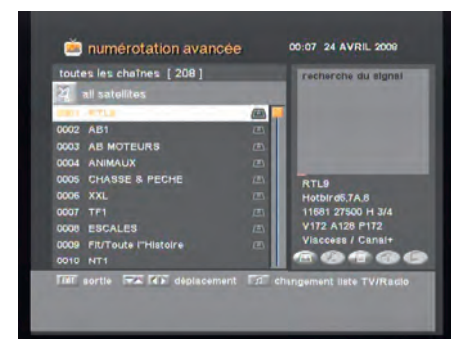 numérotation avancée
00:07 24 AVRIL 2009
toutes les chaînes [ 208 ]
all satellites
0001 RTL9
0002 AB1
0003 AB MOTEURS
0004 ANIMAUX
0005 CHASSE & PECHE
0006 XXL
0007 TF1
0008 ESCALES
0009 Fit/Toute l"Histoire
0010 NT1
recherche du signal
RTL9
Hotbird6,7A,8
11681 27500 H 3/4
V172 A128 P172
Viaccess / Canal+
EXIT sortie déplacement changement liste TV/Radio